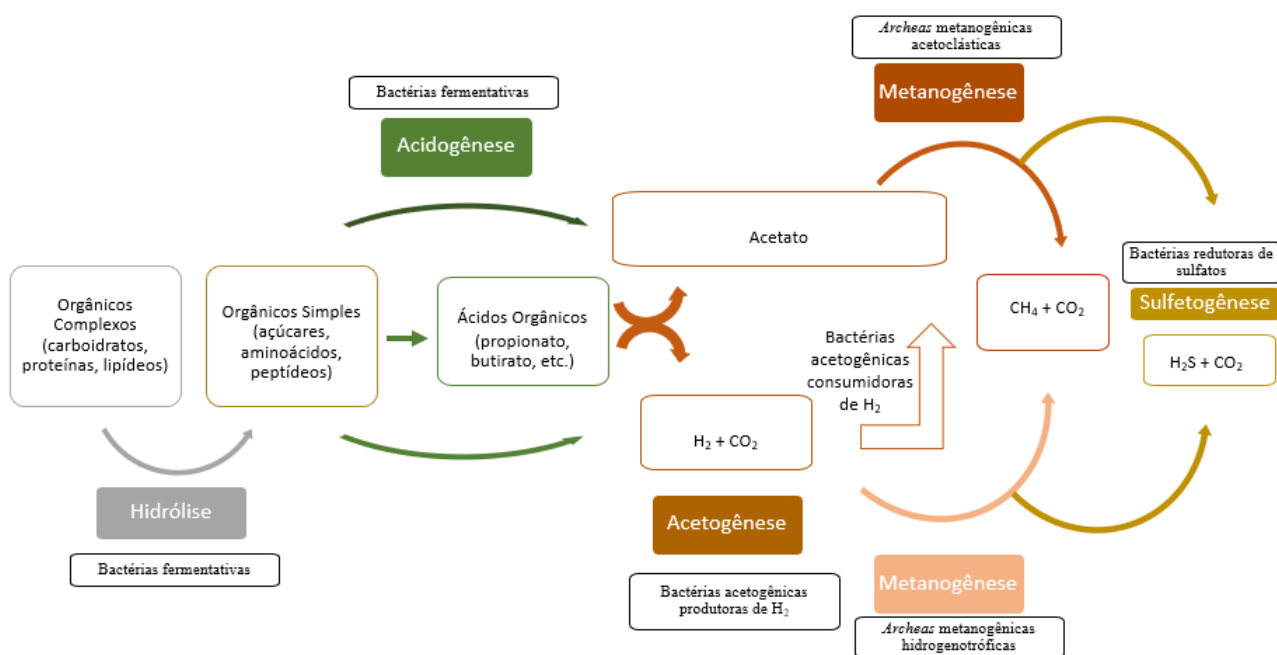 Archeas metanogênicas
acetoclásticas
Metanogênese
Bactérias fermentativas
Acidogênese
Acetato
Bactérias redutoras de
sulfatos
Sulfetogênese
H₂S + CO₂
CH₄ + CO₂
Orgânicos
Complexos
(carboidratos,
proteínas, lipídeos)
Orgânicos Simples
(açúcares,
aminoácidos,
peptídeos)
Ácidos Orgânicos
(propionato,
butirato, etc.)
Bactérias
acetogênicas
consumidoras
de H₂
H₂ + CO₂
Hidrólise
Bactérias fermentativas
Acetogênese
Bactérias acetogênicas
produtoras de H₂
Metanogênese
Archeas metanogênicas
hidrogenotróficas